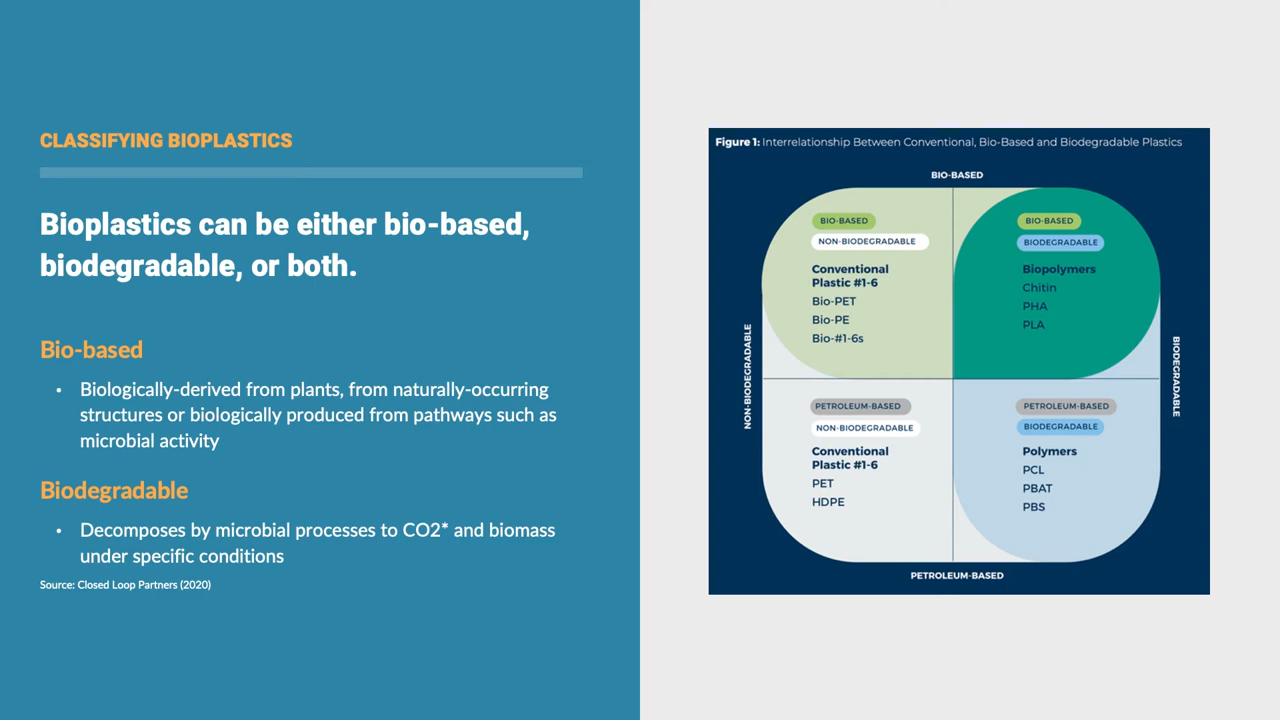 CLASSIFYING BIOPLASTICS
Bioplastics can be either bio-based,
biodegradable, or both.
Bio-based
• Biologically-derived from plants, from naturally-occurring
structures or biologically produced from pathways such as
microbial activity
Biodegradable
• Decomposes by microbial processes to CO2* and biomass
under specific conditions
Source: Closed Loop Partners (2020)
Figure 1: Interrelationship Between Conventional, Bio-Based and Biodegradable Plastics
BIO-BASED
NON-BIODEGRADABLE
BIO-BASED
NON-BIODEGRADABLE
Conventional
Plastic #1-6
Bio-PET
Bio-PE
Bio-#1-6s
BIO-BASED
BIODEGRADABLE
Biopolymers
Chitin
PHA
PLA
BIODEGRADABLE
PETROLEUM-BASED
NON-BIODEGRADABLE
Conventional
Plastic #1-6
PET
HDPE
PETROLEUM-BASED
BIODEGRADABLE
Polymers
PCL
PBAT
PBS
PETROLEUM-BASED